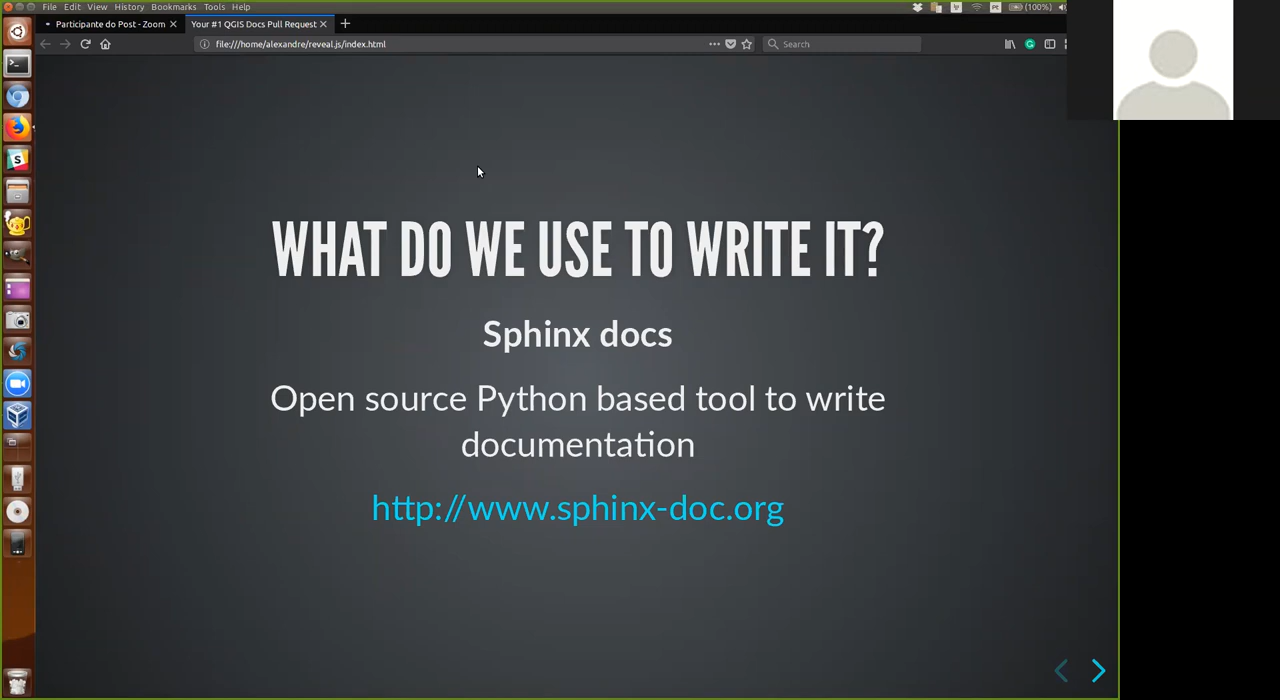 File Edit View History Bookmarks Tools Help
Pt (100%)
Participante do Post - Zoom
Your #1 QGIS Docs Pull Request
file:///home/alexandre/reveal.js/index.html
Search
WHAT DO WE USE TO WRITE IT?
Sphinx docs
Open source Python based tool to write
documentation
http://www.sphinx-doc.org